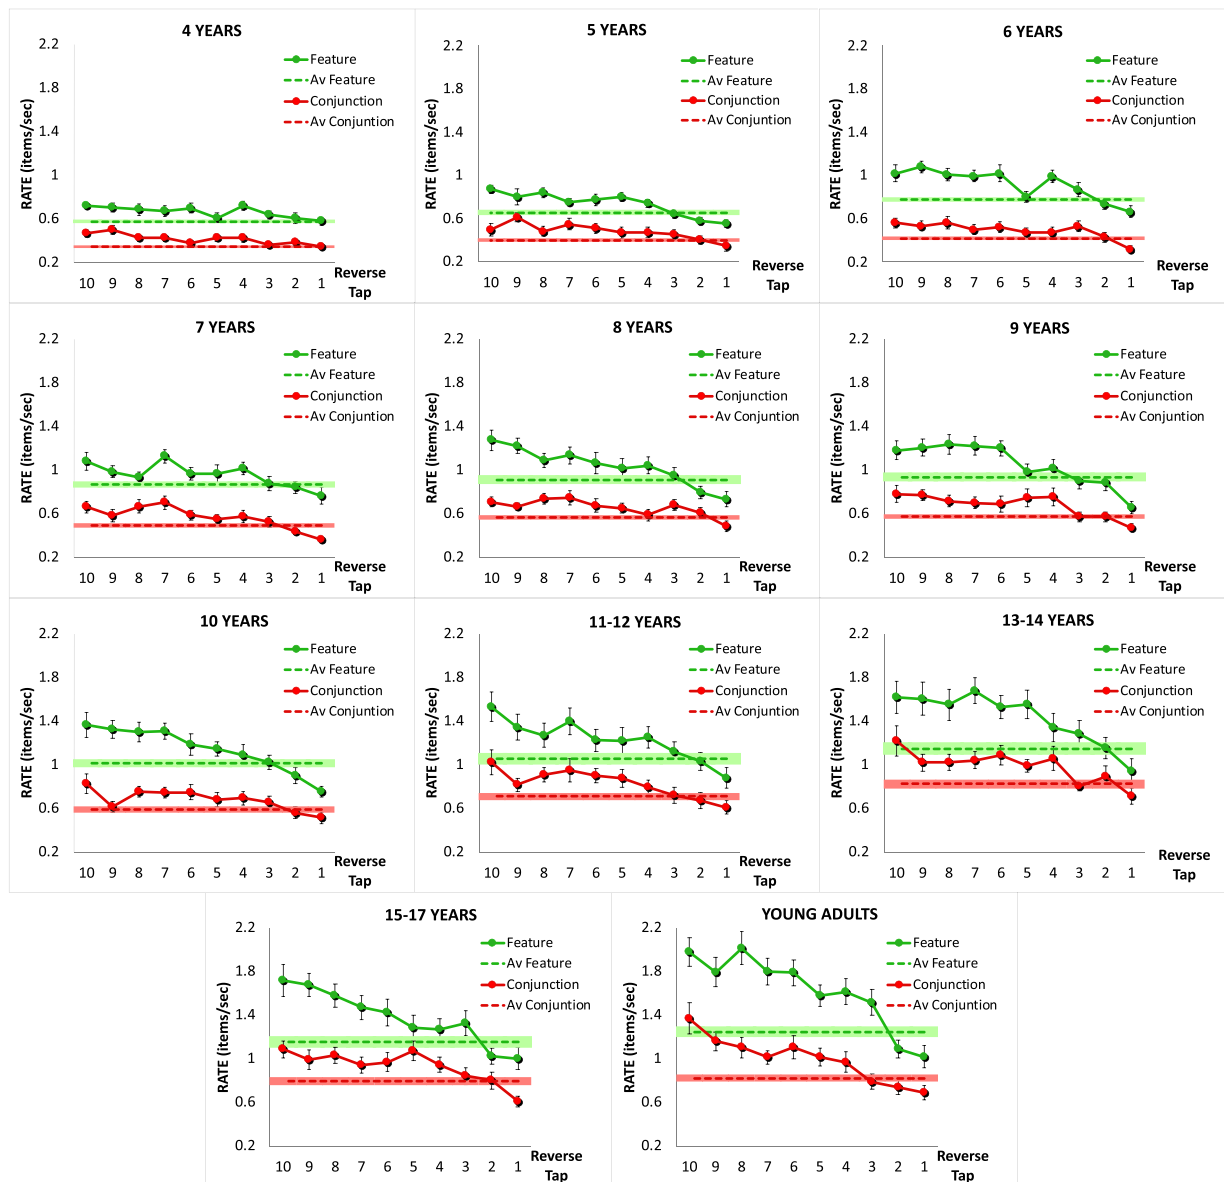 4 YEARS
2.2
1.8
1.4
1
0.6
0.2
RATE (items/sec)
Feature
Av Feature
Conjunction
Av Conjuntion
10 9 8 7 6 5 4 3 2 1
Reverse
Tap
5 YEARS
2.2
1.8
1.4
1
0.6
0.2
RATE (items/sec)
Feature
Av Feature
Conjunction
Av Conjuntion
10 9 8 7 6 5 4 3 2 1
Reverse
Tap
6 YEARS
2.2
1.8
1.4
1
0.6
0.2
RATE (items/sec)
Feature
Av Feature
Conjunction
Av Conjuntion
10 9 8 7 6 5 4 3 2 1
Reverse
Tap
7 YEARS
2.2
1.8
1.4
1
0.6
0.2
RATE (items/sec)
Feature
Av Feature
Conjunction
Av Conjuntion
10 9 8 7 6 5 4 3 2 1
Reverse
Tap
8 YEARS
2.2
1.8
1.4
1
0.6
0.2
RATE (items/sec)
Feature
Av Feature
Conjunction
Av Conjuntion
10 9 8 7 6 5 4 3 2 1
Reverse
Tap
9 YEARS
2.2
1.8
1.4
1
0.6
0.2
RATE (items/sec)
Feature
Av Feature
Conjunction
Av Conjuntion
10 9 8 7 6 5 4 3 2 1
Reverse
Tap
10 YEARS
2.2
1.8
1.4
1
0.6
0.2
RATE (items/sec)
Feature
Av Feature
Conjunction
Av Conjuntion
10 9 8 7 6 5 4 3 2 1
Reverse
Tap
11-12 YEARS
2.2
1.8
1.4
1
0.6
0.2
RATE (items/sec)
Feature
Av Feature
Conjunction
Av Conjuntion
10 9 8 7 6 5 4 3 2 1
Reverse
Tap
13-14 YEARS
2.2
1.8
1.4
1
0.6
0.2
RATE (items/sec)
Feature
Av Feature
Conjunction
Av Conjuntion
10 9 8 7 6 5 4 3 2 1
Reverse
Tap
15-17 YEARS
2.2
1.8
1.4
1
0.6
0.2
RATE (items/sec)
Feature
Av Feature
Conjunction
Av Conjuntion
10 9 8 7 6 5 4 3 2 1
Reverse
Tap
YOUNG ADULTS
2.2
1.8
1.4
1
0.6
0.2
RATE (items/sec)
Feature
Av Feature
Conjunction
Av Conjuntion
10 9 8 7 6 5 4 3 2 1
Reverse
Tap